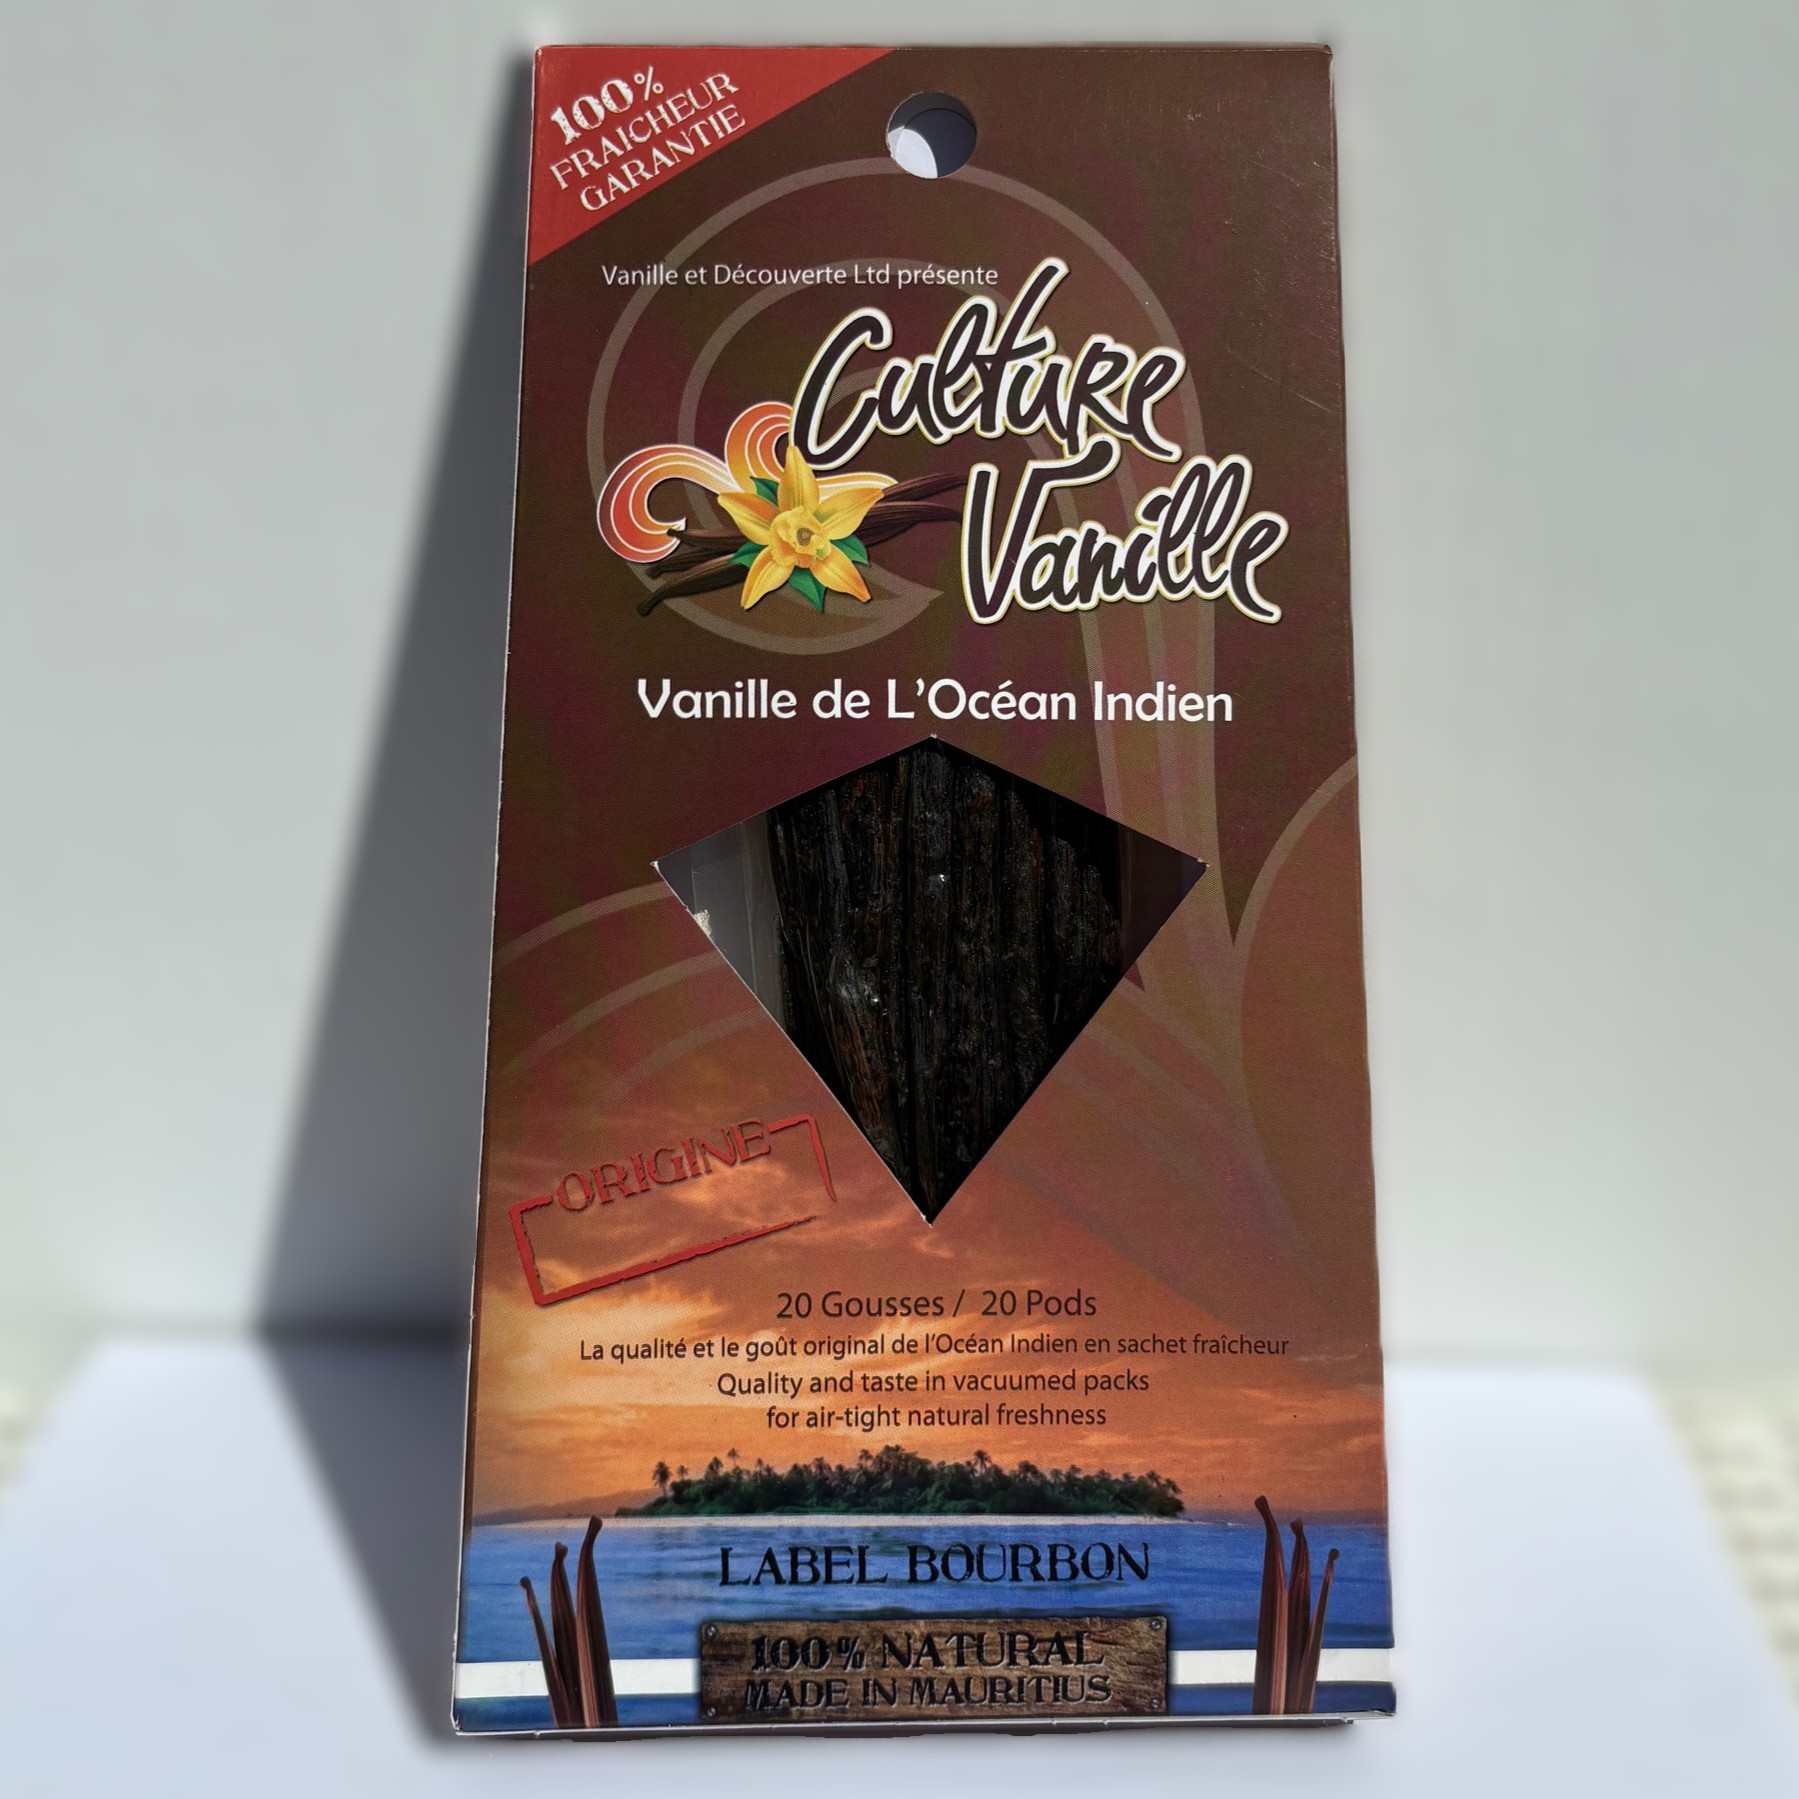 100%
FRAICHEUR
GARANTIE
Vanille et Découverte Ltd présente
Culture
Vanille
Vanille de L'Océan Indien
ORIGINE
20 Gousses / 20 Pods
La qualité et le goût original de l'Océan Indien en sachet fraîcheur
Quality and taste in vacuumed packs
for air-tight natural freshness
LABEL BOURBON
100% NATURAL
MADE IN MAURITIUS